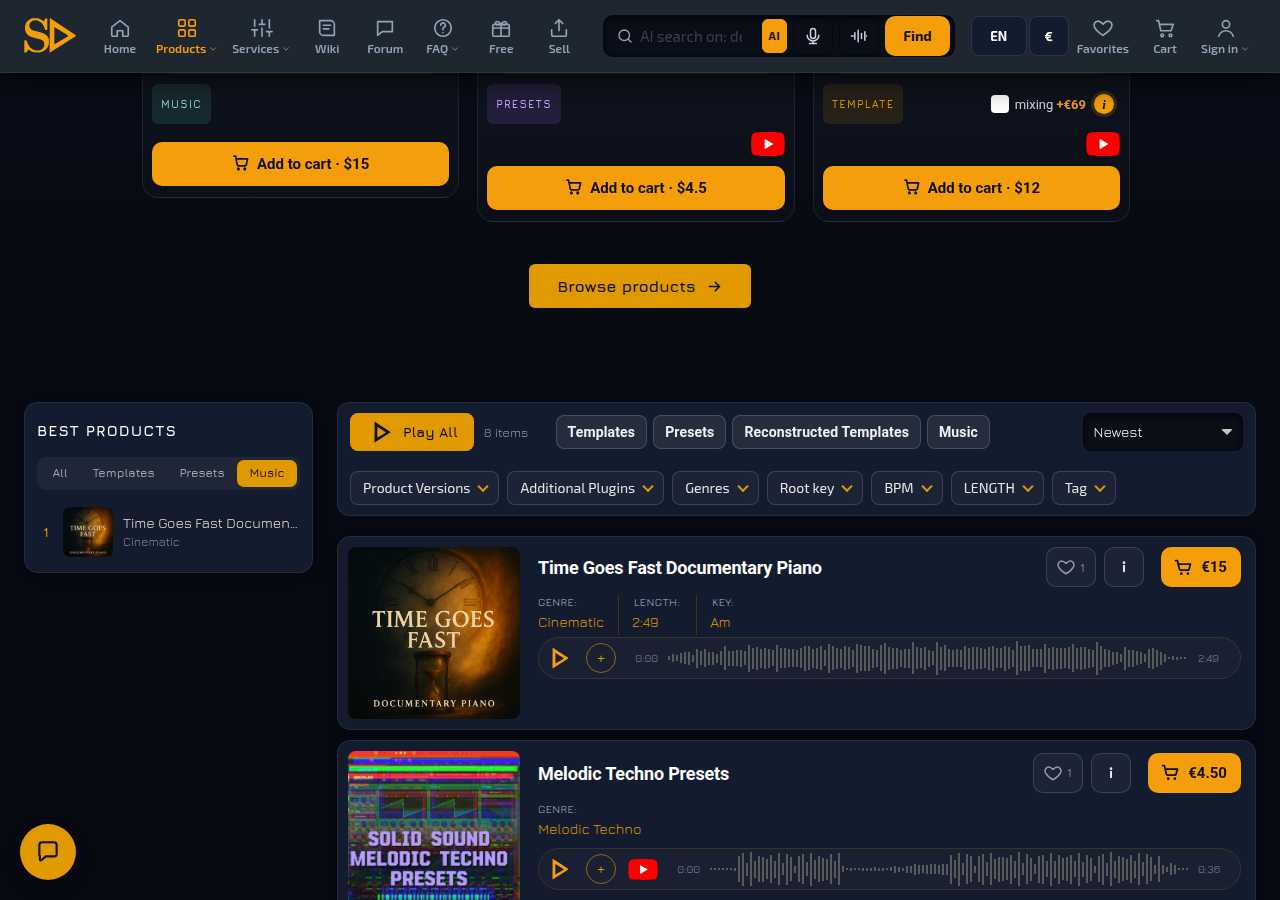 SD
Home
Products
Services
Wiki
Forum
FAQ
Free
Sell
AI search on: d
AI
Find
EN
€
Favorites
Cart
Sign in
MUSIC
PRESETS
TEMPLATE
mixing +€69
i
Add to cart · $15
Add to cart · $4.5
Add to cart · $12
Browse products →
BEST PRODUCTS
All
Templates
Presets
Music
1
Time Goes Fast Documen...
Cinematic
Play All
8 items
Templates
Presets
Reconstructed Templates
Music
Newest
Product Versions
Additional Plugins
Genres
Root key
BPM
LENGTH
Tag
TIME GOES
FAST
DOCUMENTARY PIANO
Time Goes Fast Documentary Piano
1
i
€15
GENRE:
Cinematic
LENGTH:
2:49
KEY:
Am
+
0:00
2:49
SOLID SOUND
MELODIC TECHNO
PRESETS
Melodic Techno Presets
1
i
€4.50
GENRE:
Melodic Techno
+
0:00
0:36